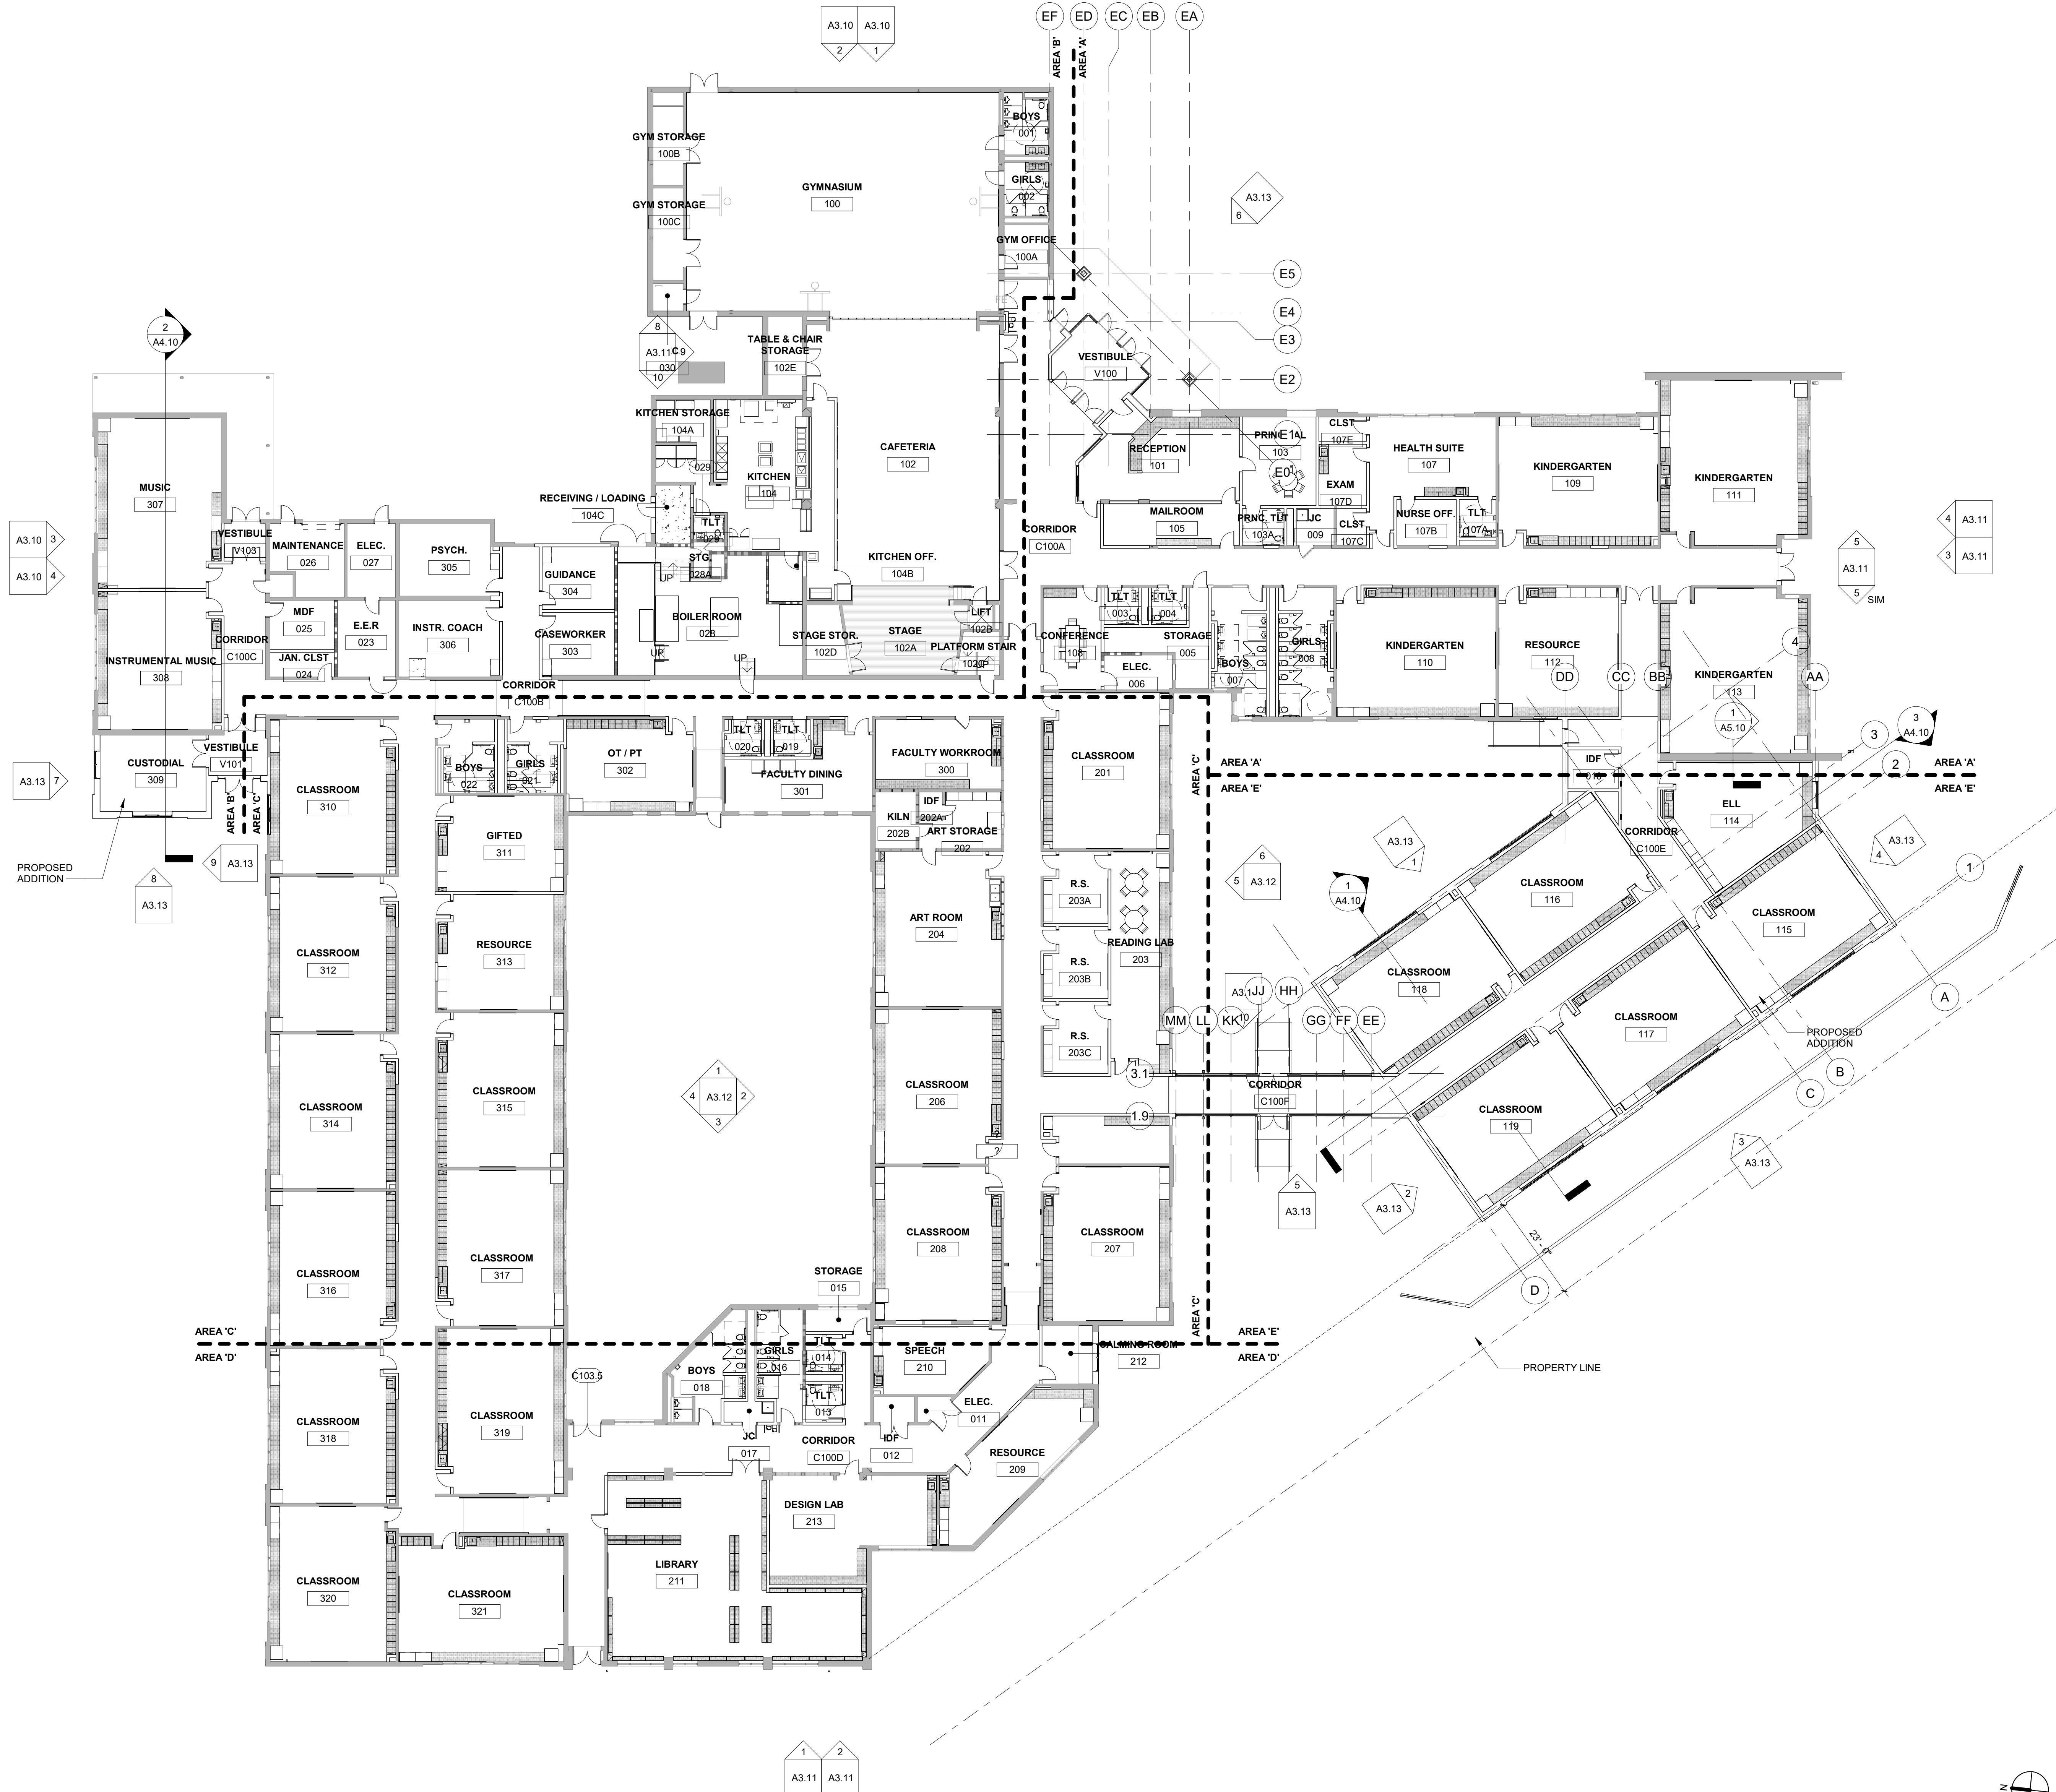 A3.10 A3.10
2 1
EF ED EC EB EA
AREA 'B'
AREA 'A'
BOYS
001
GYM STORAGE
100B
GIRLS
002
GYMNASIUM
100
GYM STORAGE
100C
A3.13
6
GYM OFFICE
100A
E5
E4
E3
E2
E1
E0
2
A4.10
8
A3.11
9
10
030
TABLE & CHAIR
STORAGE
102E
VESTIBULE
V100
KITCHEN STORAGE
104A
029
KITCHEN
104
CAFETERIA
102
RECEPTION
101
103
CLST
107E
HEALTH SUITE
107
KINDERGARTEN
109
KINDERGARTEN
111
MUSIC
307
RECEIVING / LOADING
104C
EXAM
107D
MAILROOM
105
NURSE OFF.
107B
TLT
107A
PRNC. TLT
103A
JC
009
CLST
107C
A3.10 3
A3.10 4
VESTIBULE
V103
MAINTENANCE
026
ELEC.
027
PSYCH.
305
TLT
STG.
028A
UP
KITCHEN OFF.
104B
CORRIDOR
C100A
4 A3.11
3 A3.11
5
A3.11
5
SIM
GUIDANCE
304
MDF
025
E.E.R
023
INSTR. COACH
306
CASEWORKER
303
BOILER ROOM
028
UP
UP
STAGE STOR.
102D
STAGE
102A
LIFT
102B
PLATFORM STAIR
102C
UP
CONFERENCE
108
TLT
003
TLT
004
STORAGE
005
ELEC.
006
BOYS
007
GIRLS
008
KINDERGARTEN
110
RESOURCE
112
KINDERGARTEN
113
4
INSTRUMENTAL MUSIC
308
CORRIDOR
C100C
JAN. CLST
024
CORRIDOR
C100B
DD CC BB AA
1
A5.10
3
A4.10
3
2
CUSTODIAL
309
VESTIBULE
V101
A3.13 7
AREA 'B'
AREA 'C'
CLASSROOM
310
BOYS
022
GIRLS
021
OT / PT
302
TLT
020
TLT
019
FACULTY DINING
301
FACULTY WORKROOM
300
CLASSROOM
201
AREA 'C'
AREA 'A'
AREA 'E'
AREA 'A'
AREA 'E'
IDF
010
ELL
114
CORRIDOR
C100E
KILN
202B
IDF
202A
ART STORAGE
202
GIFTED
311
PROPOSED
ADDITION
9 A3.13
8
A3.13
A3.13
1
A3.13
4
6
5 A3.12
1
A4.10
1
CLASSROOM
116
CLASSROOM
115
CLASSROOM
312
RESOURCE
313
ART ROOM
204
R.S.
203A
READING LAB
203
R.S.
203B
R.S.
203C
CLASSROOM
118
CLASSROOM
117
PROPOSED
ADDITION
A
B
C
D
10
JJ HH
MM LL KK GG FF EE
3.1
1.9
CORRIDOR
C100F
CLASSROOM
314
CLASSROOM
315
1
4 A3.12 2
3
CLASSROOM
206
?
CLASSROOM
119
3
A3.13
2
A3.13
5
A3.13
23' - 0"
CLASSROOM
316
CLASSROOM
317
CLASSROOM
208
CLASSROOM
207
STORAGE
015
AREA 'C'
AREA 'D'
AREA 'C'
AREA 'E'
AREA 'D'
PROPERTY LINE
BOYS
018
GIRLS
016
TLT
014
TLT
013
SPEECH
210
CALMING ROOM
212
ELEC.
011
C103.5
CLASSROOM
318
CLASSROOM
319
JC
017
CORRIDOR
C100D
IDF
012
RESOURCE
209
DESIGN LAB
213
LIBRARY
211
CLASSROOM
320
CLASSROOM
321
1 2
A3.11 A3.11
N